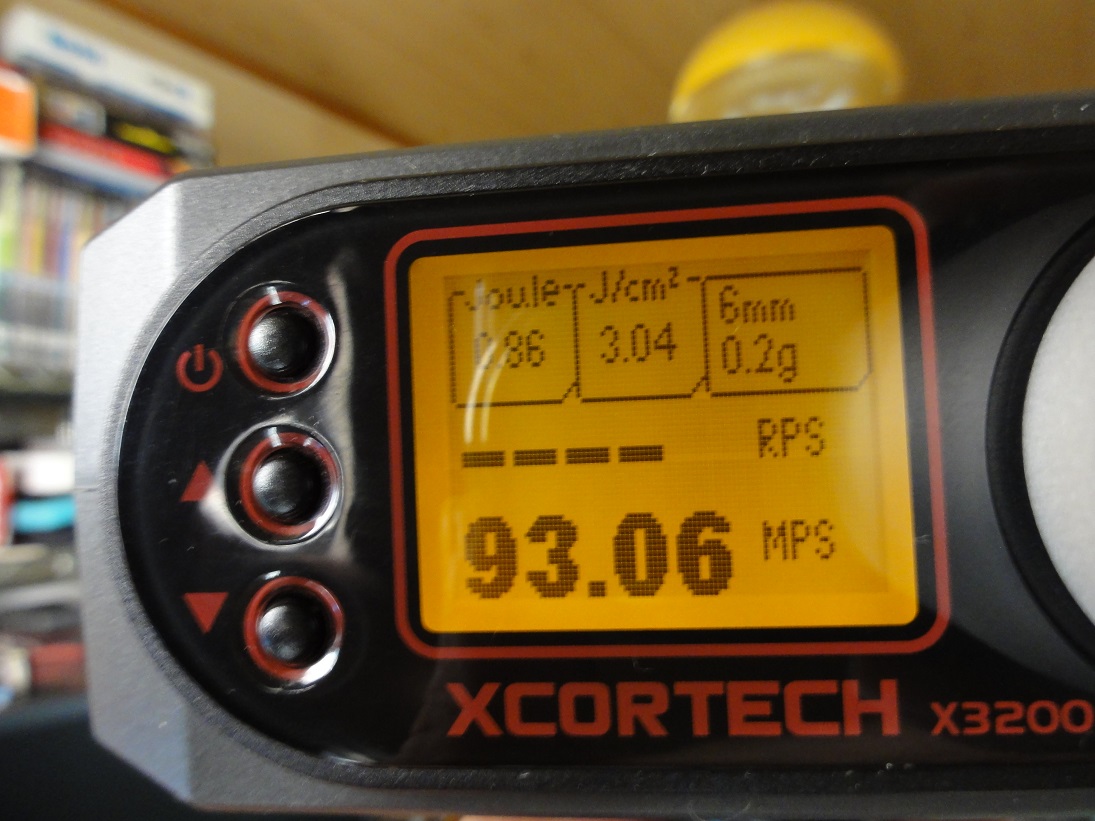 Joule J/cm² 6mm
0.86 3.04 0.2g
---- RPS
93.06 MPS
XCORTECH X3200